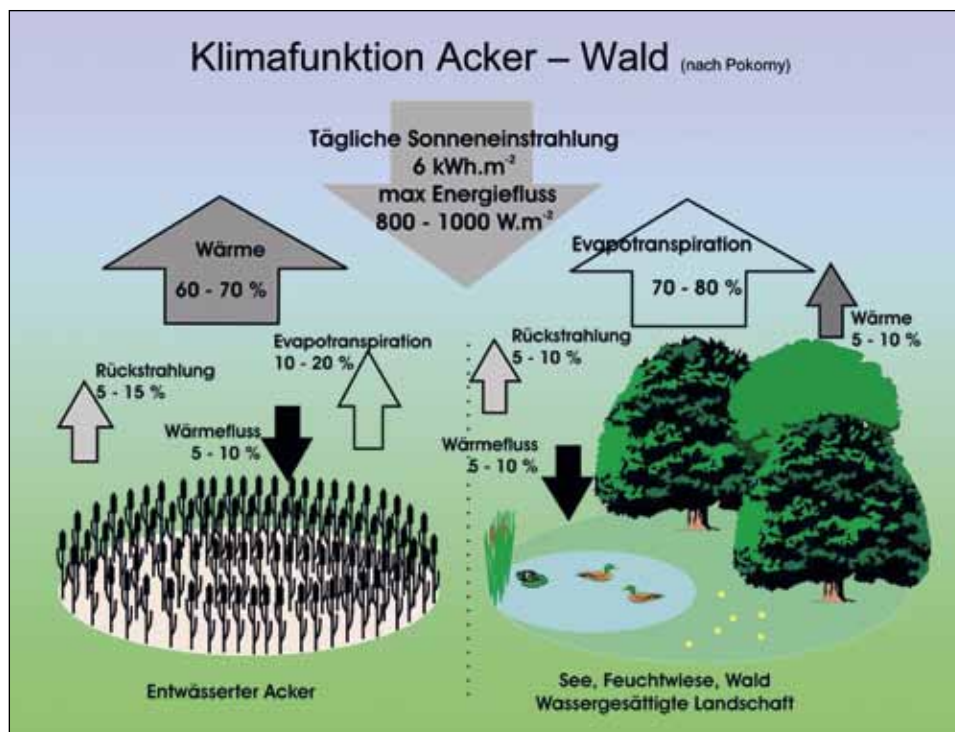 Klimafunktion Acker – Wald (nach Pokorny)
Tägliche Sonneneinstrahlung
6 kWh.m⁻²
max Energiefluss
800 - 1000 W.m⁻²
Wärme
60 - 70 %
Rückstrahlung
5 - 15 %
Evapotranspiration
10 - 20 %
Wärmefluss
5 - 10 %
Entwässerter Acker
Evapotranspiration
70 - 80 %
Wärme
5 - 10 %
Rückstrahlung
5 - 10 %
Wärmefluss
5 - 10 %
See, Feuchtwiese, Wald
Wassergesättigte Landschaft